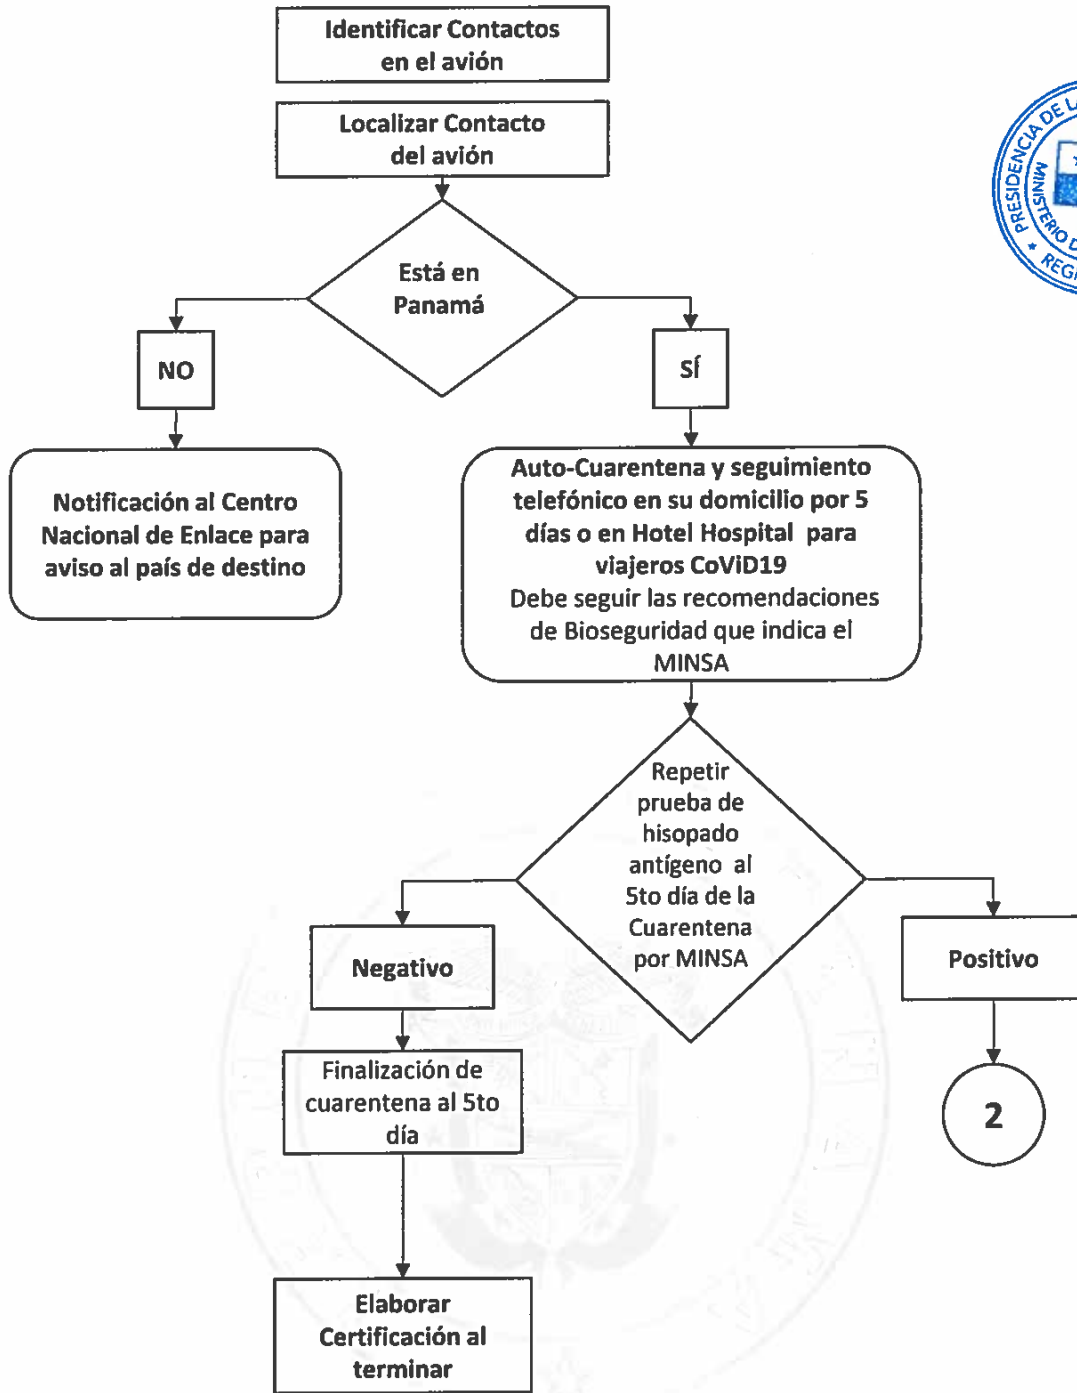 Identificar Contactos
en el avión
Localizar Contacto
del avión
Está en
Panamá
NO
SÍ
Notificación al Centro
Nacional de Enlace para
aviso al país de destino
Auto-Cuarentena y seguimiento
telefónico en su domicilio por 5
días o en Hotel Hospital para
viajeros CoViD19
Debe seguir las recomendaciones
de Bioseguridad que indica el
MINSA
Repetir
prueba de
hisopado
antígeno al
5to día de la
Cuarentena
por MINSA
Negativo
Positivo
Finalización de
cuarentena al 5to
día
2
Elaborar
Certificación al
terminar
PRESIDENCIA DE LA
MINISTERIO D